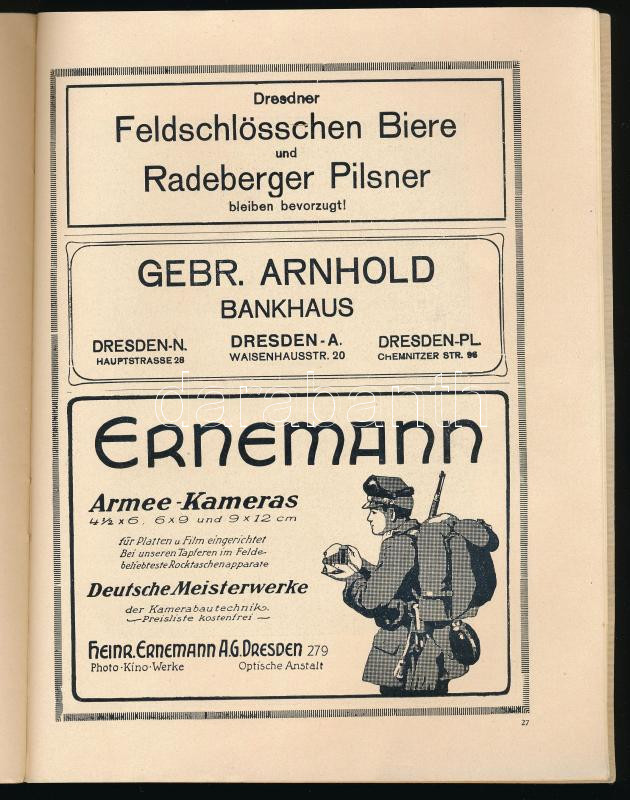 Dresdner
Feldschlösschen Biere
und
Radeberger Pilsner
bleiben bevorzugt!
GEBR. ARNHOLD
BANKHAUS
DRESDEN-N.
HAUPTSTRASSE 28
DRESDEN-A.
WAISENHAUSSTR. 20
DRESDEN-PL.
CHEMNITZER STR. 96
darabanth
ERNEMANN
Armee-Kameras
4½ x 6, 6 x 9 und 9 x 12 cm
für Platten u Film eingerichtet
Bei unseren Tapferen im Felde
beliebteste Rocktaschenapparate
Deutsche Meisterwerke
der Kamerabautechnik.
Preisliste kostenfrei
HEINR. ERNEMANN A.G. DRESDEN 279
Photo-Kino-Werke Optische Anstalt
27